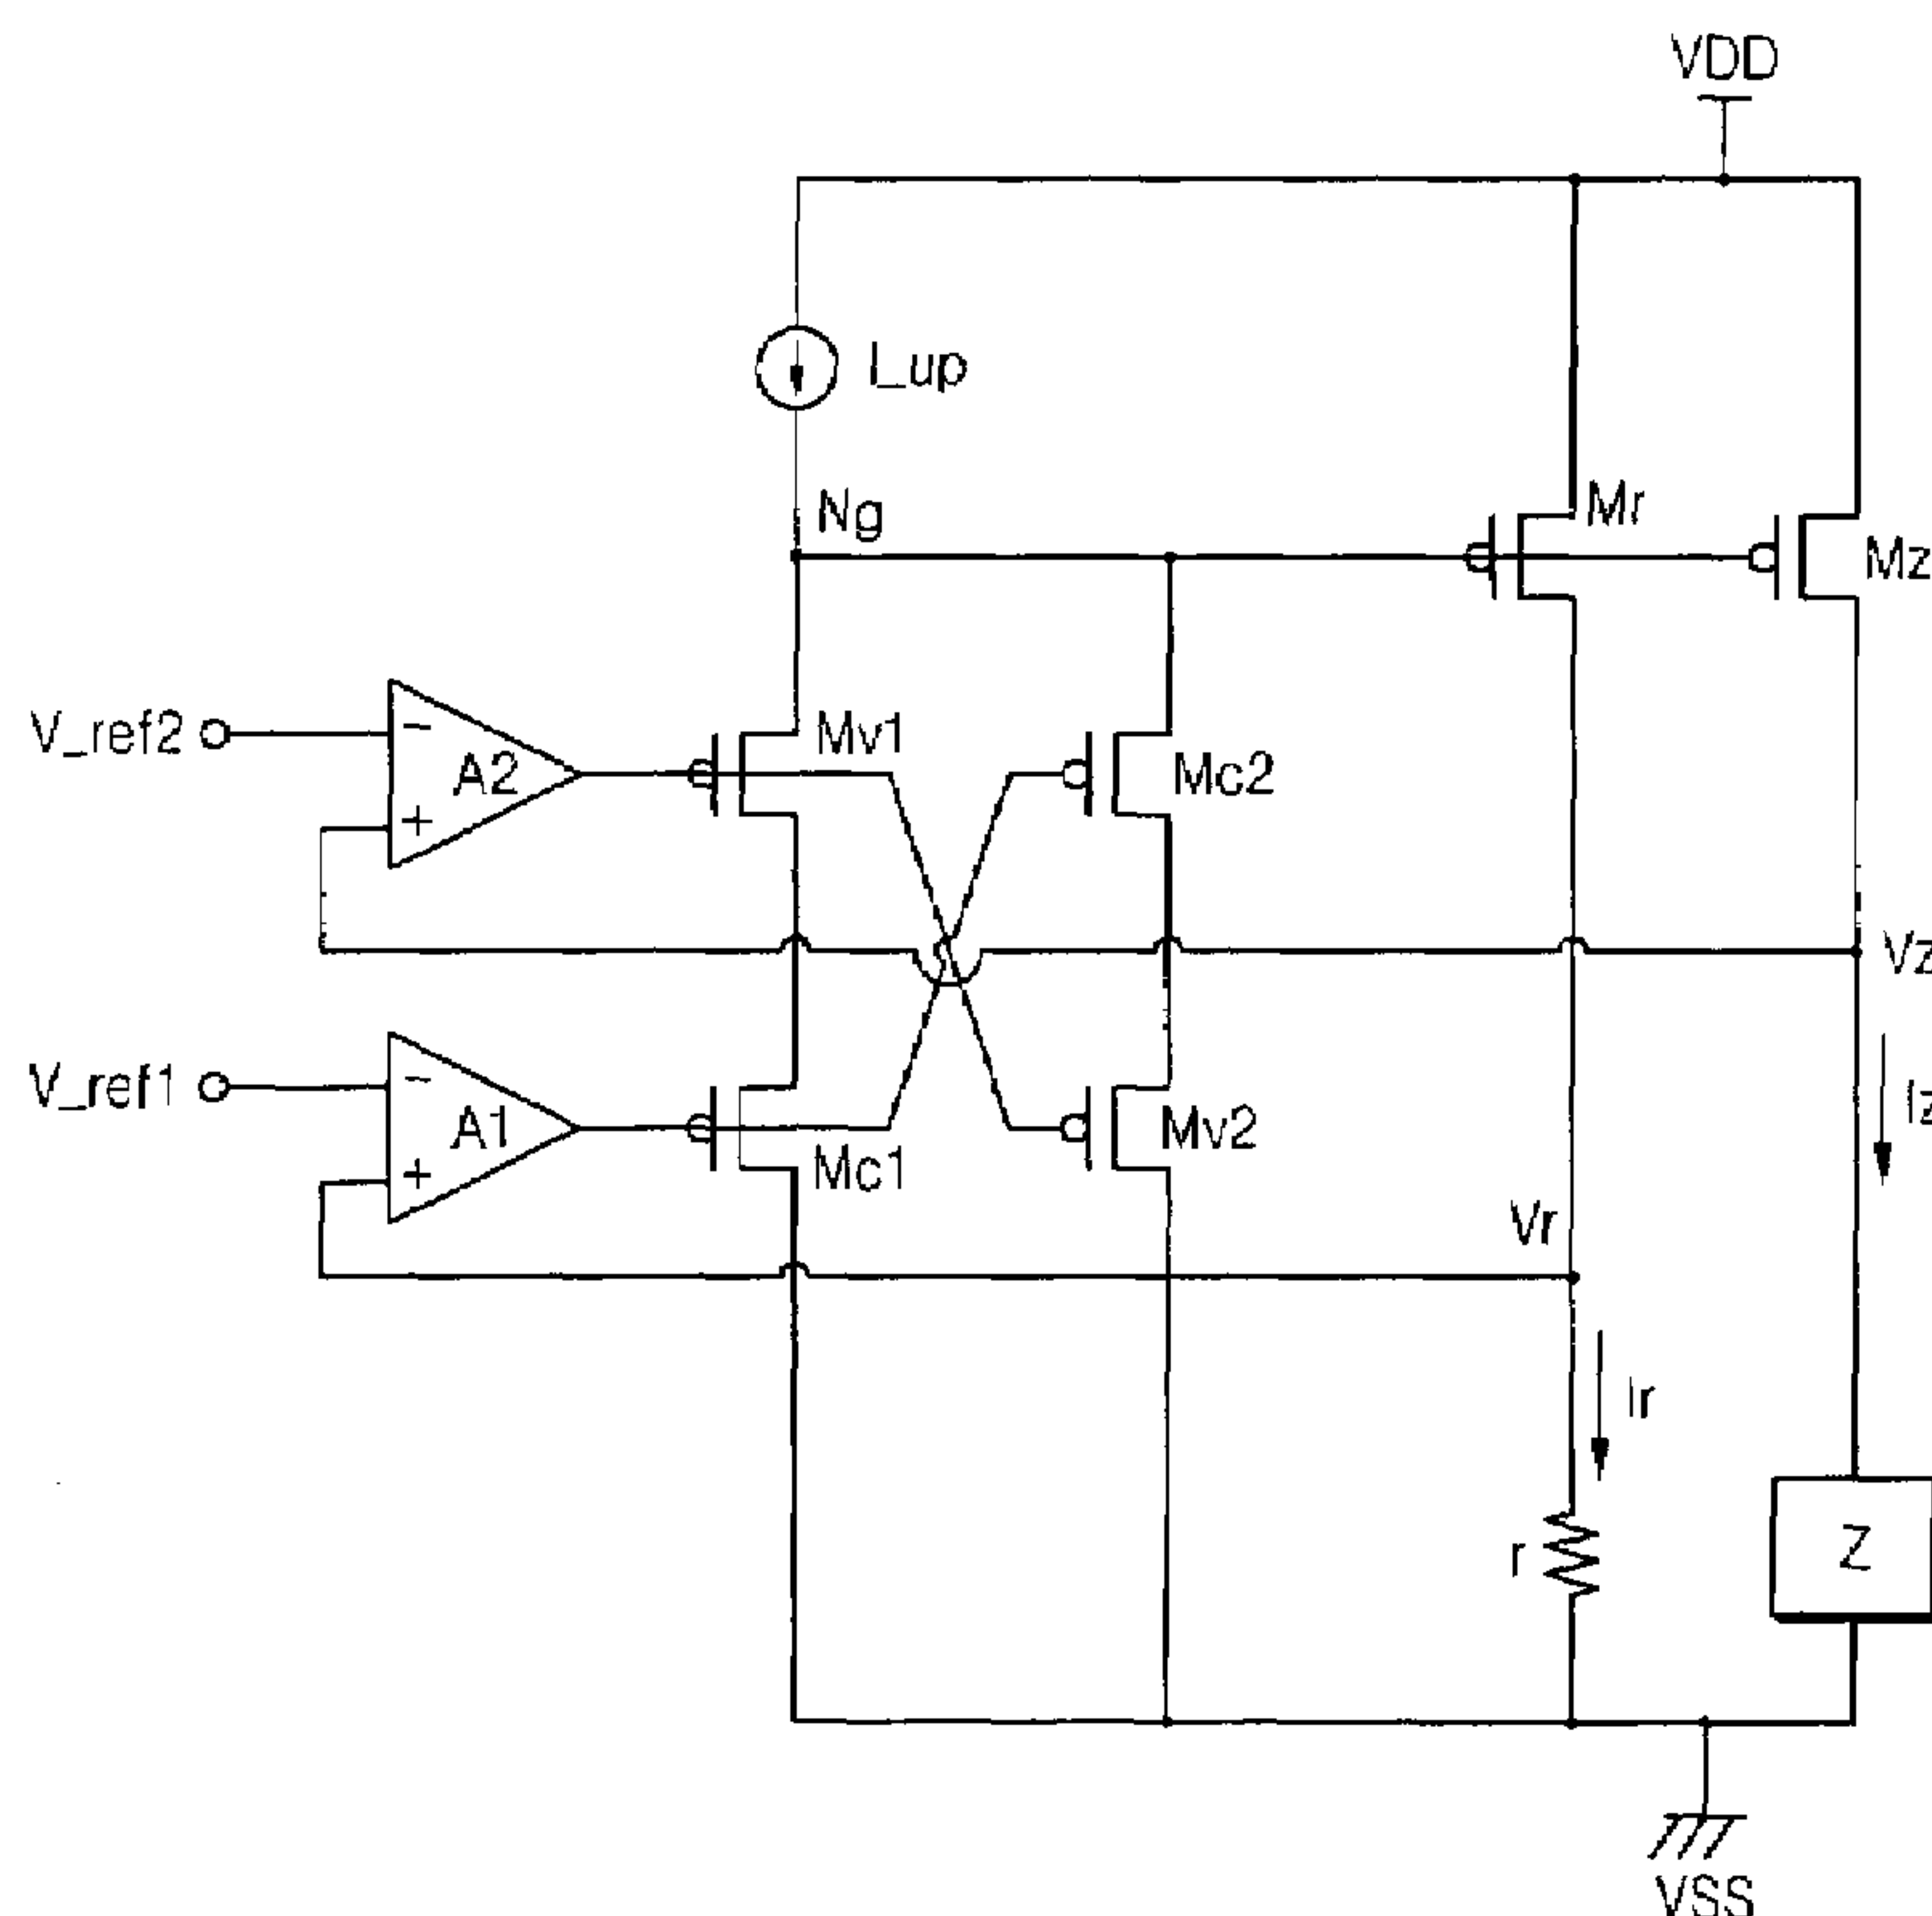 VDD
I_up
Ng
Mr
Mz
V_ref2
−
A2
+
Mv1
Mc2
Vz
V_ref1
−
A1
+
Mc1
Mv2
Iz
Vr
Ir
r
Z
VSS